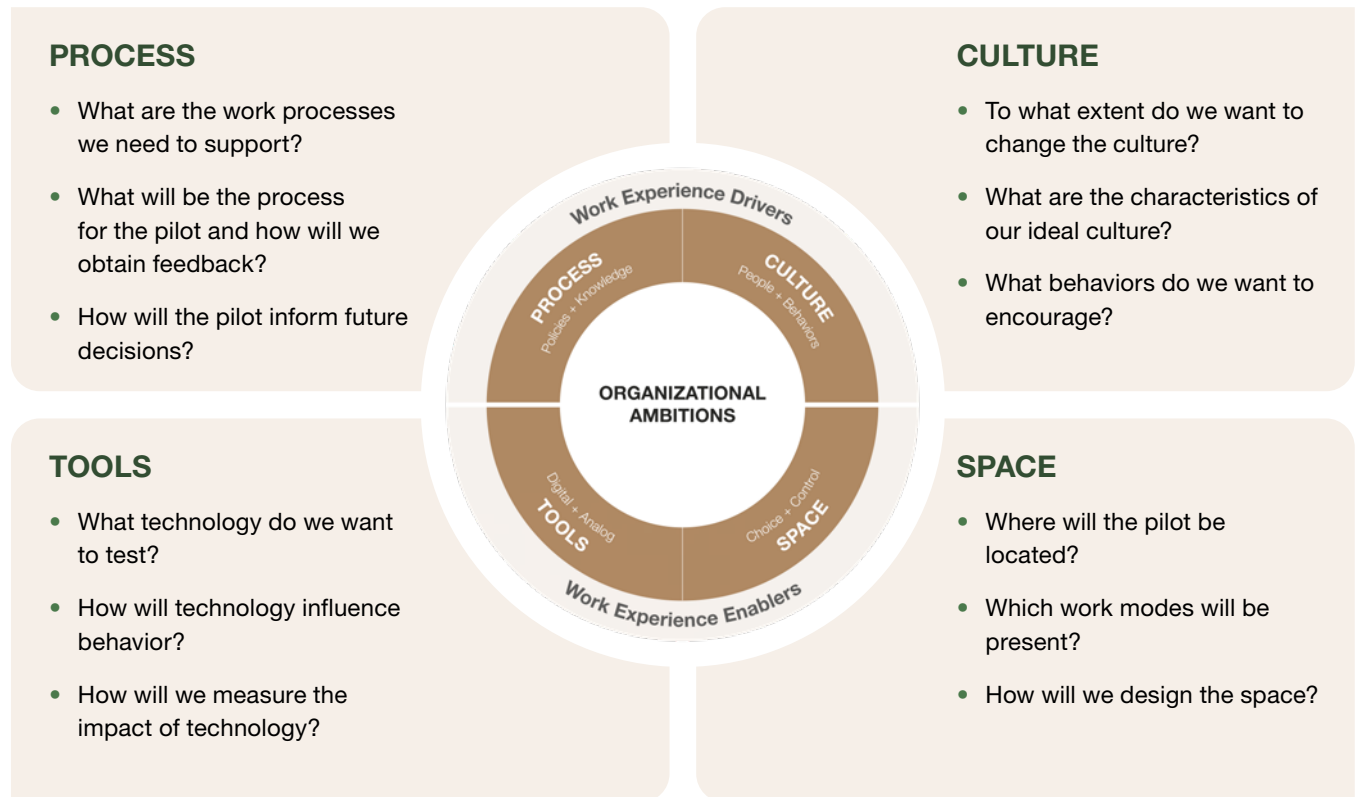 PROCESS
• What are the work processes
we need to support?
• What will be the process
for the pilot and how will we
obtain feedback?
• How will the pilot inform future
decisions?
CULTURE
• To what extent do we want to
change the culture?
• What are the characteristics of
our ideal culture?
• What behaviors do we want to
encourage?
Work Experience Drivers
PROCESS
Policies + Knowledge
CULTURE
People + Behaviors
ORGANIZATIONAL
AMBITIONS
Digital + Analog
TOOLS
Choice + Control
SPACE
Work Experience Enablers
TOOLS
• What technology do we want
to test?
• How will technology influence
behavior?
• How will we measure the
impact of technology?
SPACE
• Where will the pilot be
located?
• Which work modes will be
present?
• How will we design the space?